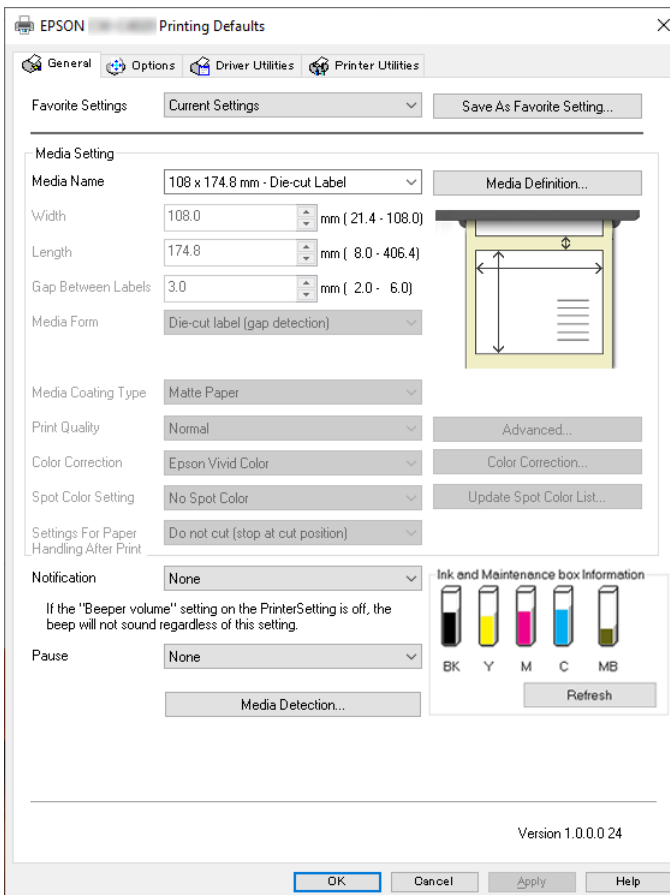 EPSON Printing Defaults
General Options Driver Utilities Printer Utilities
Favorite Settings Current Settings Save As Favorite Setting...
Media Setting
Media Name 108 x 174.8 mm - Die-cut Label Media Definition...
Width 108.0 mm ( 21.4 - 108.0)
Length 174.8 mm ( 8.0 - 406.4)
Gap Between Labels 3.0 mm ( 2.0 - 6.0)
Media Form Die-cut label (gap detection)
Media Coating Type Matte Paper
Print Quality Normal Advanced...
Color Correction Epson Vivid Color Color Correction...
Spot Color Setting No Spot Color Update Spot Color List...
Settings For Paper
Handling After Print Do not cut (stop at cut position)
Notification None Ink and Maintenance box Information
If the "Beeper volume" setting on the PrinterSetting is off, the
beep will not sound regardless of this setting.
Pause None BK Y M C MB
Refresh
Media Detection...
Version 1.0.0.0 24
OK Cancel Apply Help